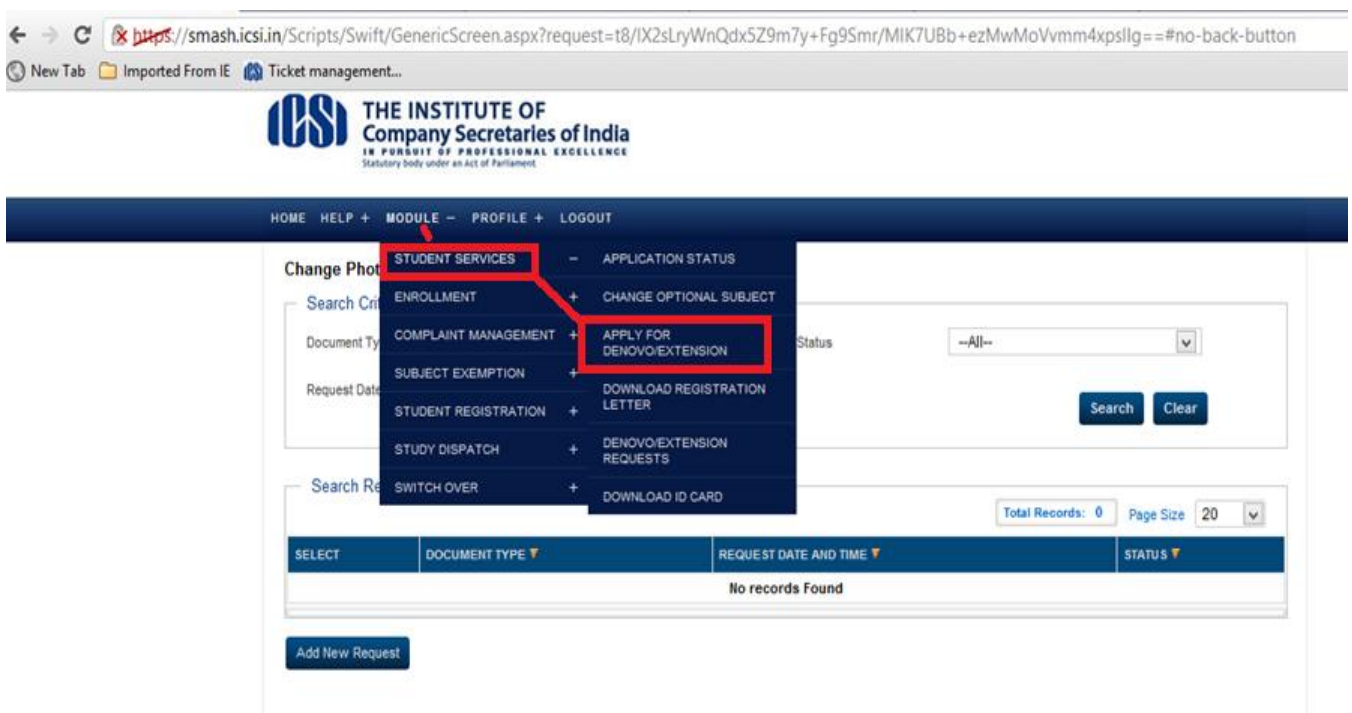 https://smash.icsi.in/Scripts/Swift/GenericScreen.aspx?request=t8/IX2sLryWnQdx5Z9m7y+Fg9Smr/MIK7UBb+ezMwMoVvmm4xpsIlg==#no-back-button
New Tab Imported From IE Ticket management...
ICSI
THE INSTITUTE OF
Company Secretaries of India
IN PURSUIT OF PROFESSIONAL EXCELLENCE
Statutory body under an Act of Parliament
HOME HELP + MODULE – PROFILE + LOGOUT
Change Phot
STUDENT SERVICES –
APPLICATION STATUS
Search Crit
ENROLLMENT +
CHANGE OPTIONAL SUBJECT
Document Ty
COMPLAINT MANAGEMENT +
APPLY FOR
DENOVO/EXTENSION
Status
--All--
SUBJECT EXEMPTION +
Request Date
STUDENT REGISTRATION +
DOWNLOAD REGISTRATION
LETTER
Search Clear
STUDY DISPATCH +
DENOVO/EXTENSION
REQUESTS
Search Re
SWITCH OVER +
DOWNLOAD ID CARD
Total Records: 0 Page Size 20
SELECT DOCUMENT TYPE REQUEST DATE AND TIME STATUS
No records Found
Add New Request